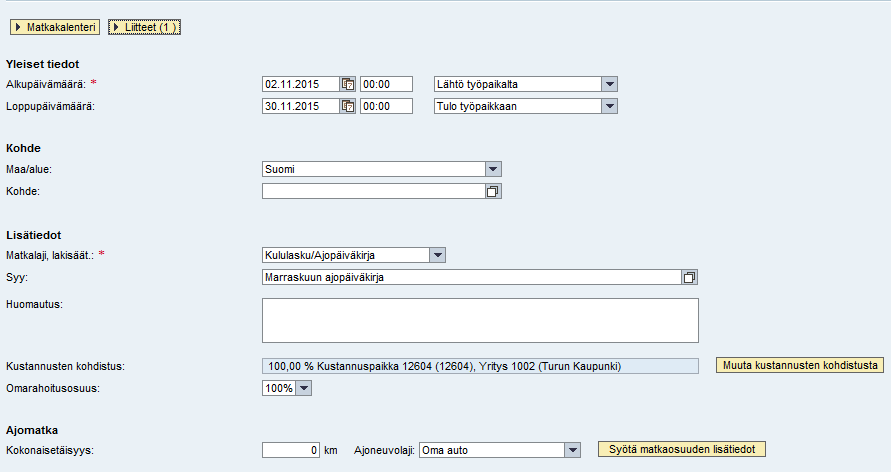 Matkakalenteri Liitteet (1 )
Yleiset tiedot
Alkupäivämäärä: * 02.11.2015 00:00 Lähtö työpaikalta
Loppupäivämäärä: 30.11.2015 00:00 Tulo työpaikkaan
Kohde
Maa/alue: Suomi
Kohde:
Lisätiedot
Matkalaji, lakisäät.: * Kululasku/Ajopäiväkirja
Syy: Marraskuun ajopäiväkirja
Huomautus:
Kustannusten kohdistus: 100,00 % Kustannuspaikka 12604 (12604), Yritys 1002 (Turun Kaupunki) Muuta kustannusten kohdistusta
Omarahoitusosuus: 100%
Ajomatka
Kokonaisetäisyys: 0 km Ajoneuvolaji: Oma auto Syötä matkaosuuden lisätiedot